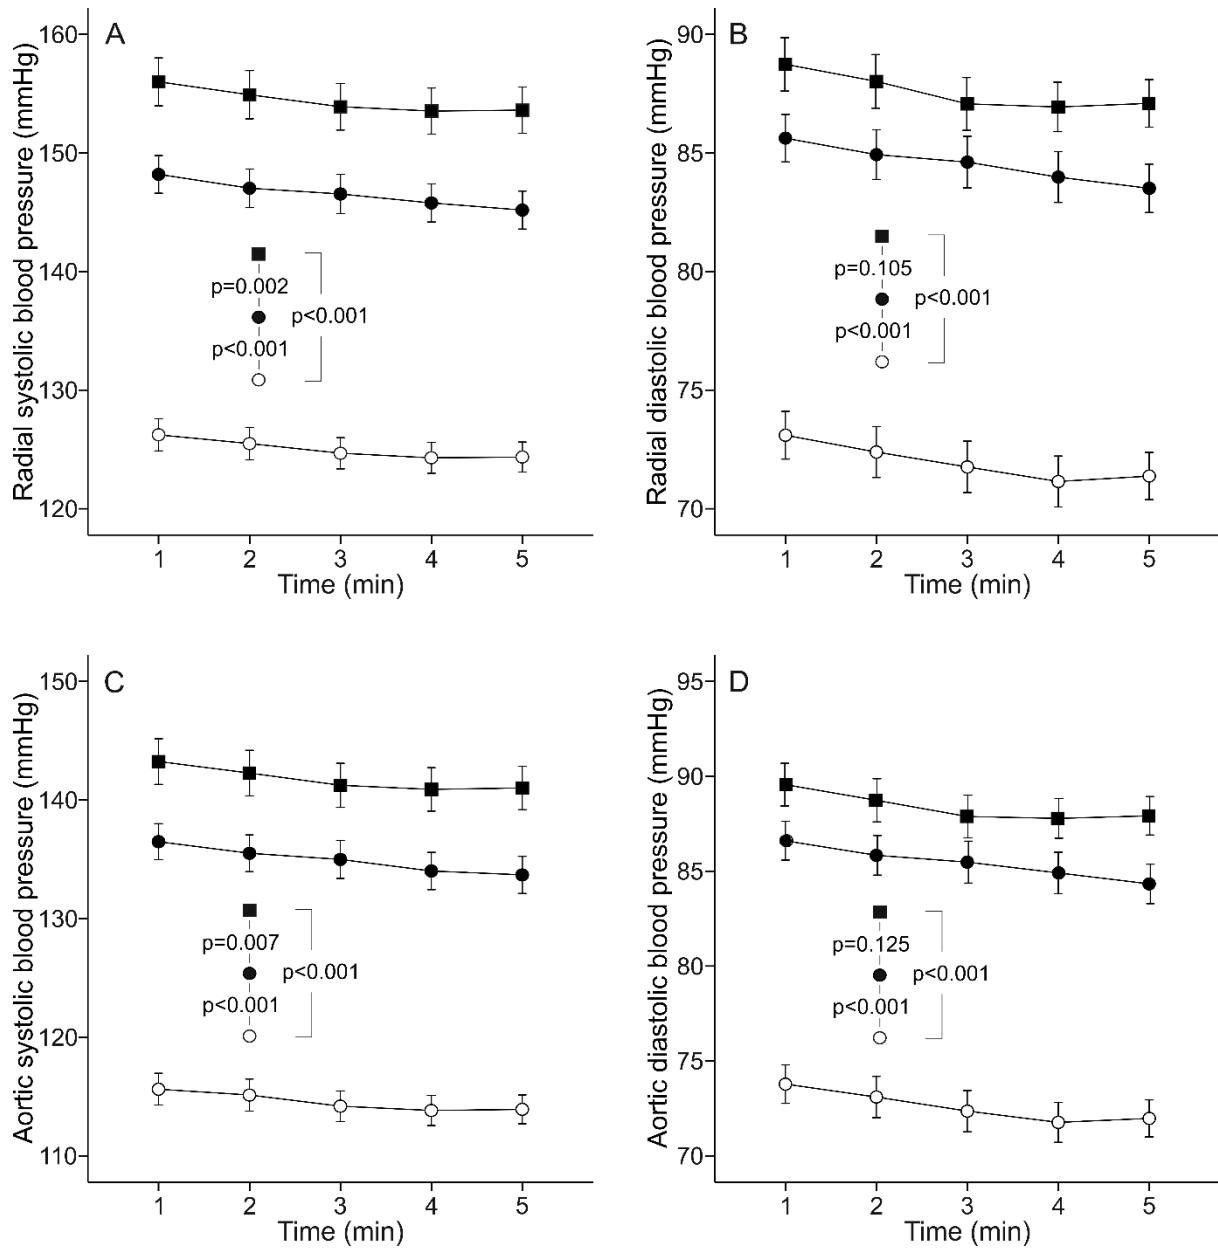 A
Radial systolic blood pressure (mmHg)
160
150
140
130
120
p=0.002
p<0.001
p<0.001
1 2 3 4 5
Time (min)
B
Radial diastolic blood pressure (mmHg)
90
85
80
75
70
p=0.105
p<0.001
p<0.001
1 2 3 4 5
Time (min)
C
Aortic systolic blood pressure (mmHg)
150
140
130
120
110
p=0.007
p<0.001
p<0.001
1 2 3 4 5
Time (min)
D
Aortic diastolic blood pressure (mmHg)
95
90
85
80
75
70
p=0.125
p<0.001
p<0.001
1 2 3 4 5
Time (min)